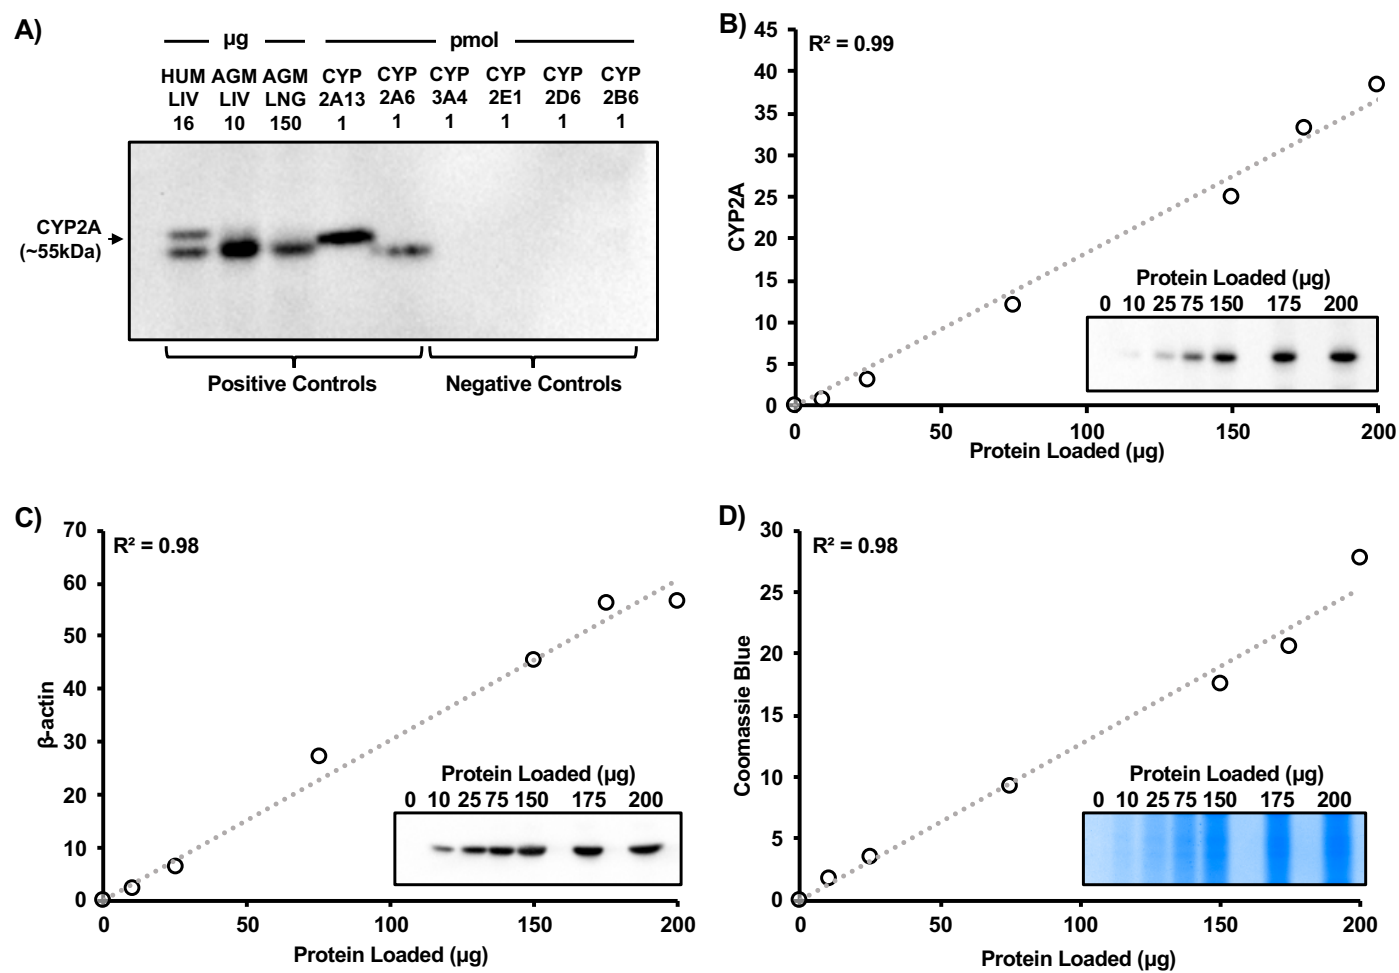 A)
µg
pmol
HUM AGM AGM CYP CYP CYP CYP CYP CYP
LIV LIV LNG 2A13 2A6 3A4 2E1 2D6 2B6
16 10 150 1 1 1 1 1 1
CYP2A
(~55kDa)
Positive Controls
Negative Controls
B)
R² = 0.99
45
40
35
30
25
20
15
10
5
0
CYP2A
Protein Loaded (µg)
0 10 25 75 150 175 200
0 50 100 150 200
Protein Loaded (µg)
C)
R² = 0.98
70
60
50
40
30
20
10
0
β-actin
Protein Loaded (µg)
0 10 25 75 150 175 200
0 50 100 150 200
Protein Loaded (µg)
D)
R² = 0.98
30
25
20
15
10
5
0
Coomassie Blue
Protein Loaded (µg)
0 10 25 75 150 175 200
0 50 100 150 200
Protein Loaded (µg)